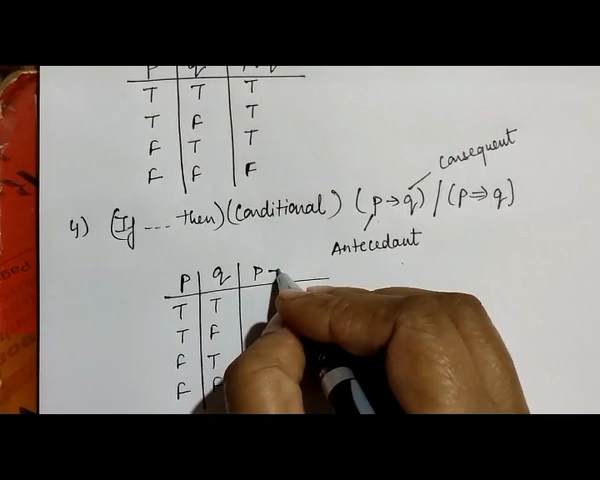 P q
T T T
T F T
F T T
F F F
4) (If ... then) (Conditional) (p → q) / (p ⇒ q)
Consequent
Antecedant
P q P
T T
T F
F T
F F